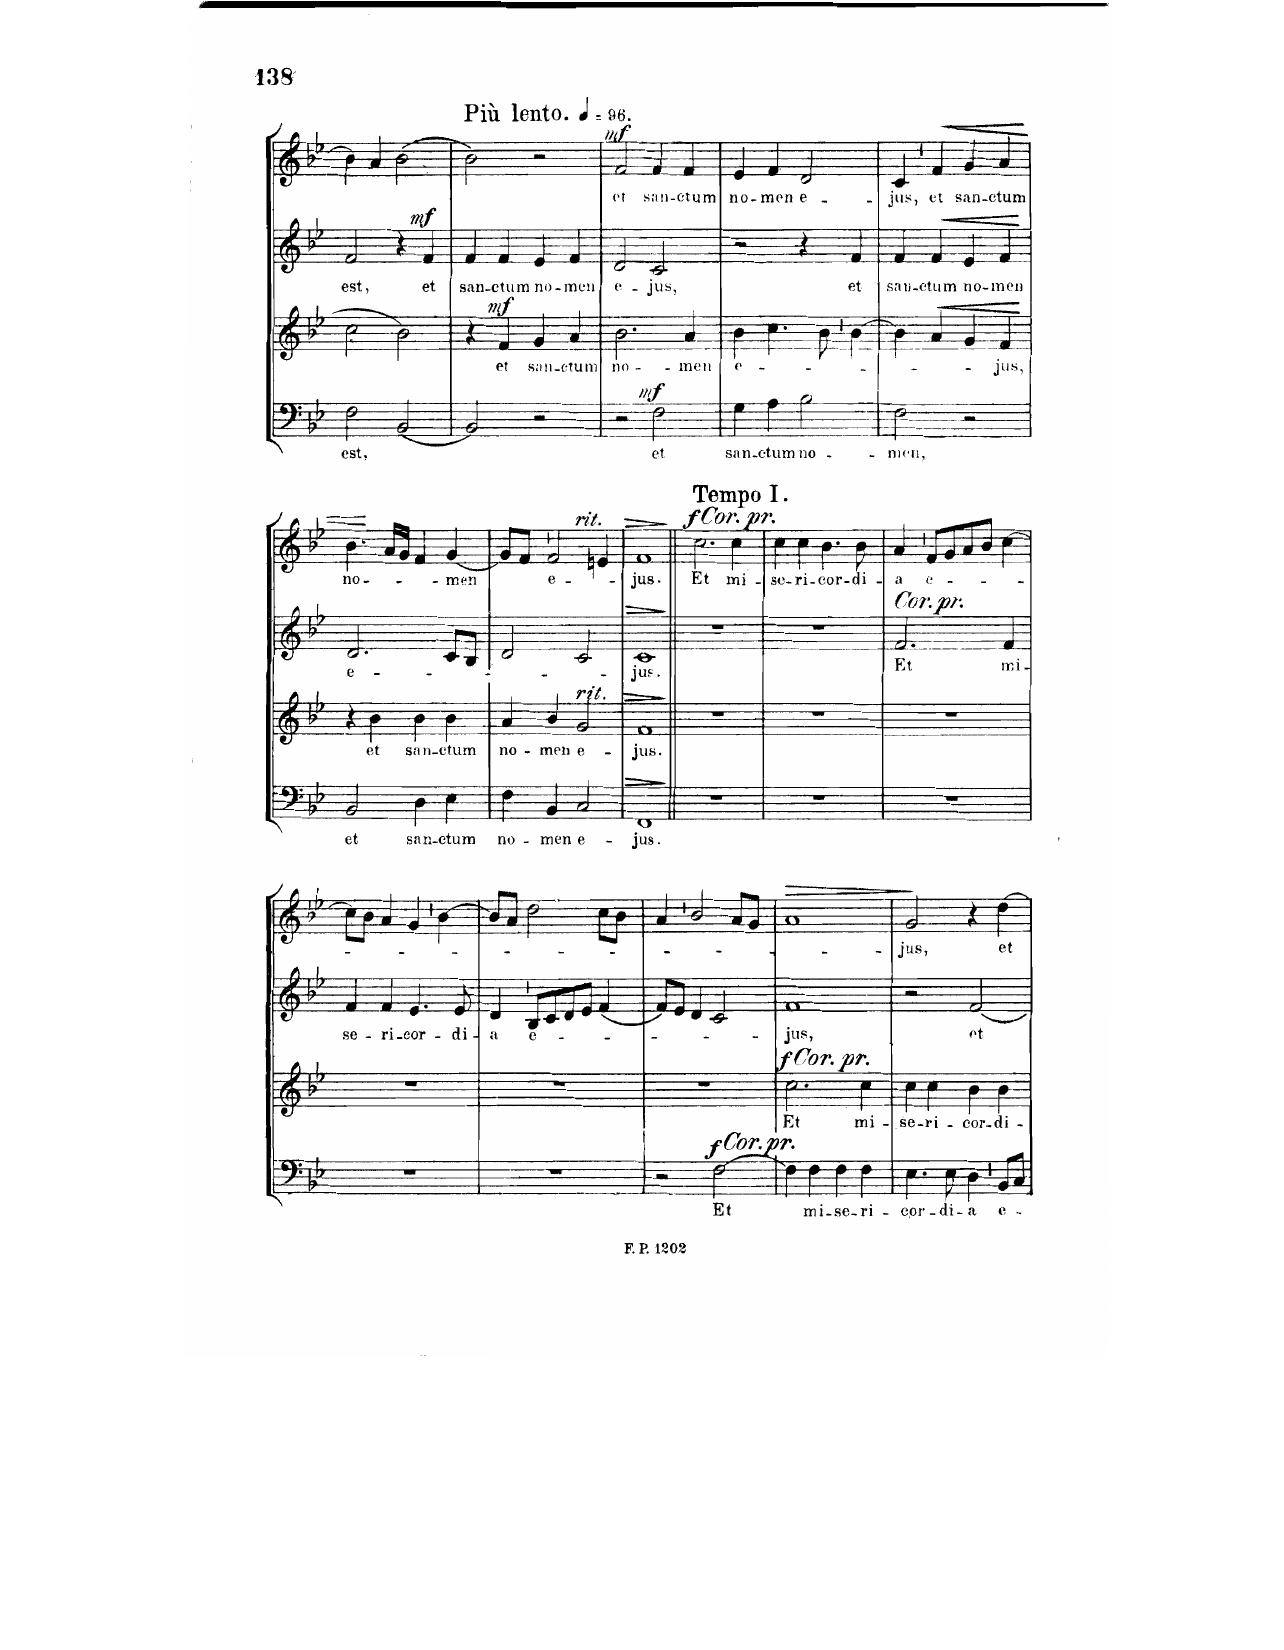 138
Più lento. ♩ = 96.
mf
et san-ctum no-men e - - jus, et san-ctum
mf
est, et san-ctum no-men e - jus, et san-ctum no-men
mf
et san-ctum no - - men e - - - - - - jus,
mf
est, et san-ctum no - - men,
Tempo I.
rit. f Cor. pr.
no - - - men e - - jus. Et mi - se-ri-cor-di - a e - - - -
Cor. pr.
e - - - - - - jus. Et mi-
rit.
et san-ctum no - men e - jus.
et san-ctum no - men e - jus.
- - - - - - - - - - - - jus, et
se - ri-cor - di - a e - - - - - - - jus, et
f Cor. pr.
Et mi - se-ri - cor-di -
f Cor. pr.
Et mi-se-ri - cor-di-a e -
F. P. 1202